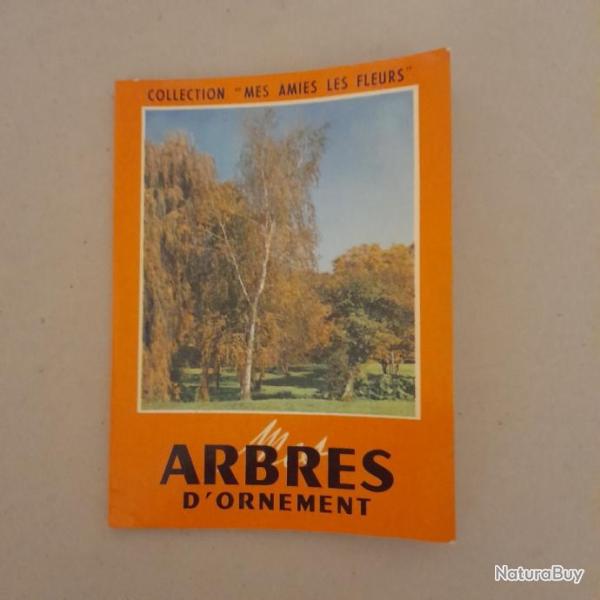 COLLECTION "MES AMIES LES FLEURS"
Mes
ARBRES
D'ORNEMENT
NaturaBuy